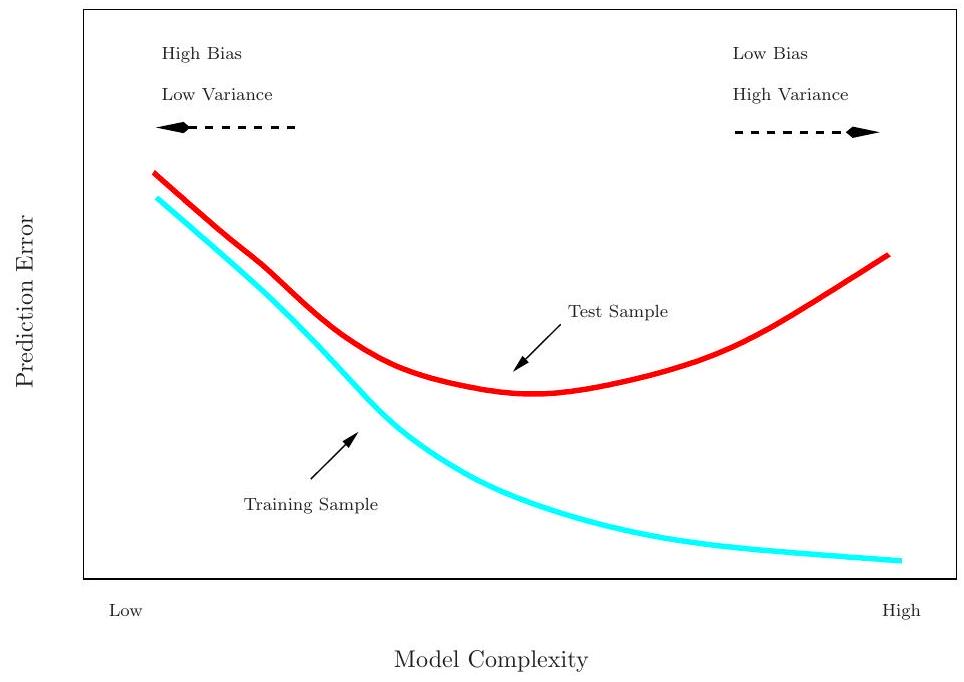 High Bias
Low Variance
Low Bias
High Variance
Prediction Error
Test Sample
Training Sample
Low
High
Model Complexity